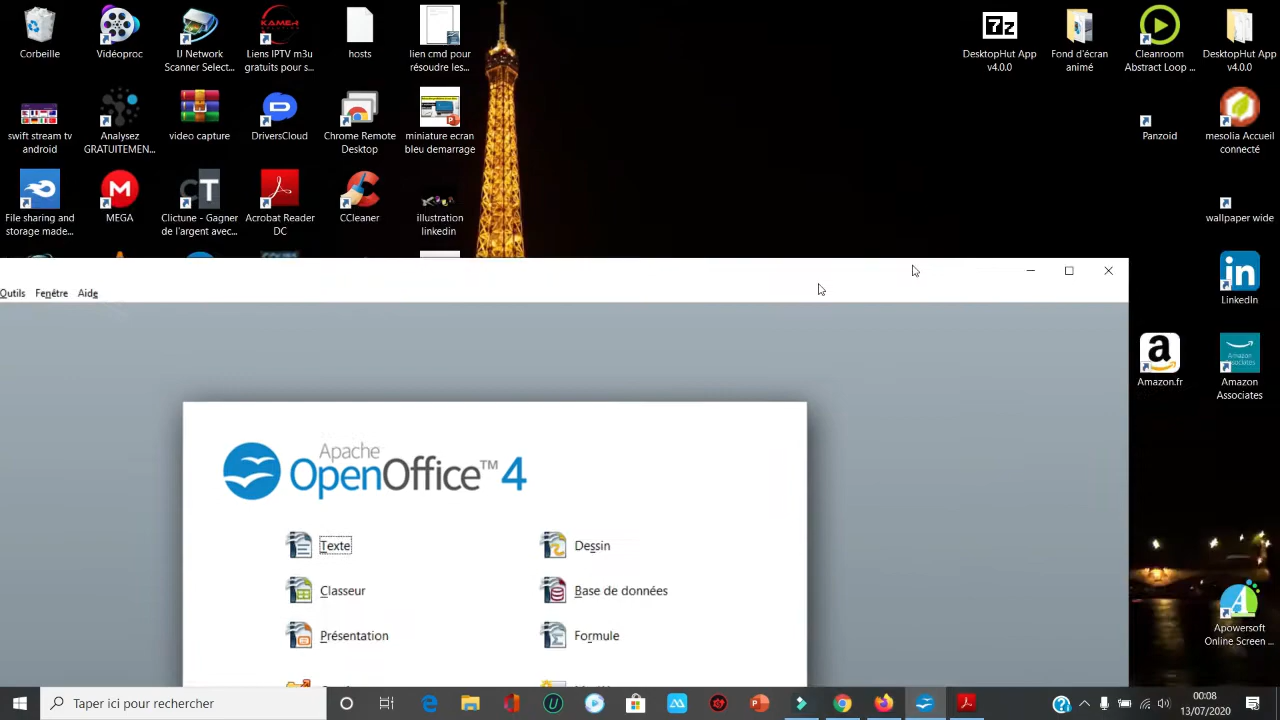 Corbeille
Vidéoproc
IJ Network
Scanner Select...
KAMEH
Liens IPTV m3u
gratuits pour s...
hosts
lien cmd pour
résoudre les...
7z
DesktopHut App
v4.0.0
Fond d'écran
animé
Cleanroom
Abstract Loop ...
DesktopHut App
v4.0.0
swift stream tv
android
Analysez
GRATUITEMEN...
video capture
DriversCloud
Chrome Remote
Desktop
miniature ecran
bleu demarrage
Panzoid
mesolia Accueil
connecté
File sharing and
storage made...
M
MEGA
CT
Clictune - Gagner
de l'argent avec...
Acrobat Reader
DC
CCleaner
illustration
linkedin
wallpaper wide
in
LinkedIn
Outils Fenêtre Aide
a
Amazon.fr
Amazon
Associates
Apache
OpenOffice™ 4
Texte
Dessin
Classeur
Base de données
Présentation
Formule
Apowersoft
Online Screen ...
Taper ici pour rechercher
00:08
13/07/2020